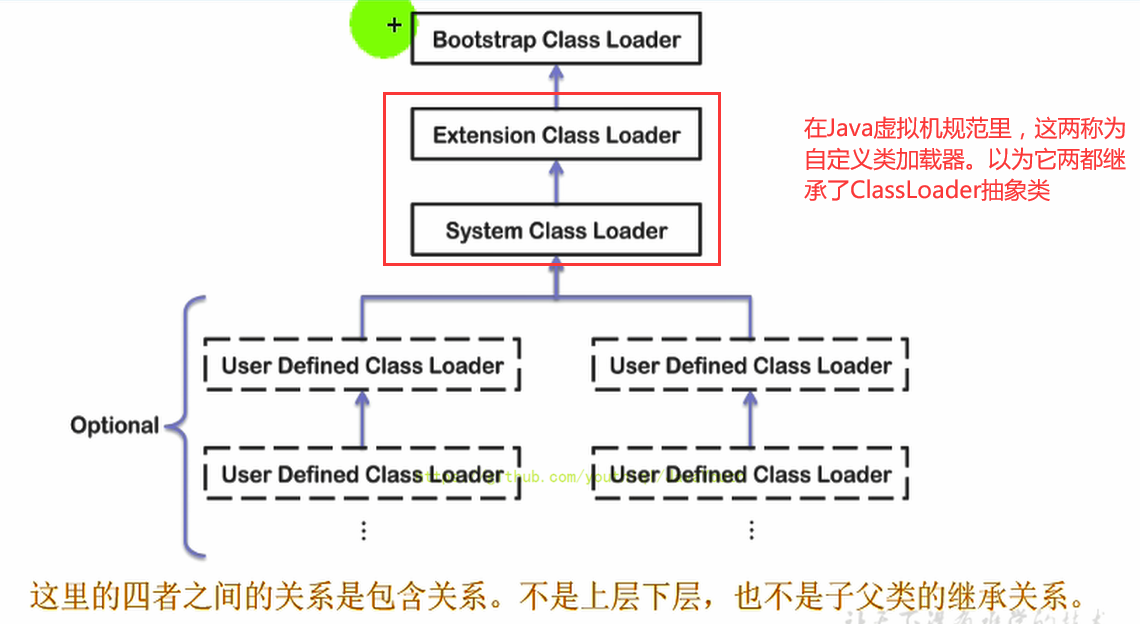 Bootstrap Class Loader
Extension Class Loader
在Java虚拟机规范里，这两称为
自定义类加载器。以为它两都继
承了ClassLoader抽象类
System Class Loader
User Defined Class Loader
User Defined Class Loader
Optional
User Defined Class Loader
User Defined Class Loader
这里的四者之间的关系是包含关系。不是上层下层，也不是子父类的继承关系。